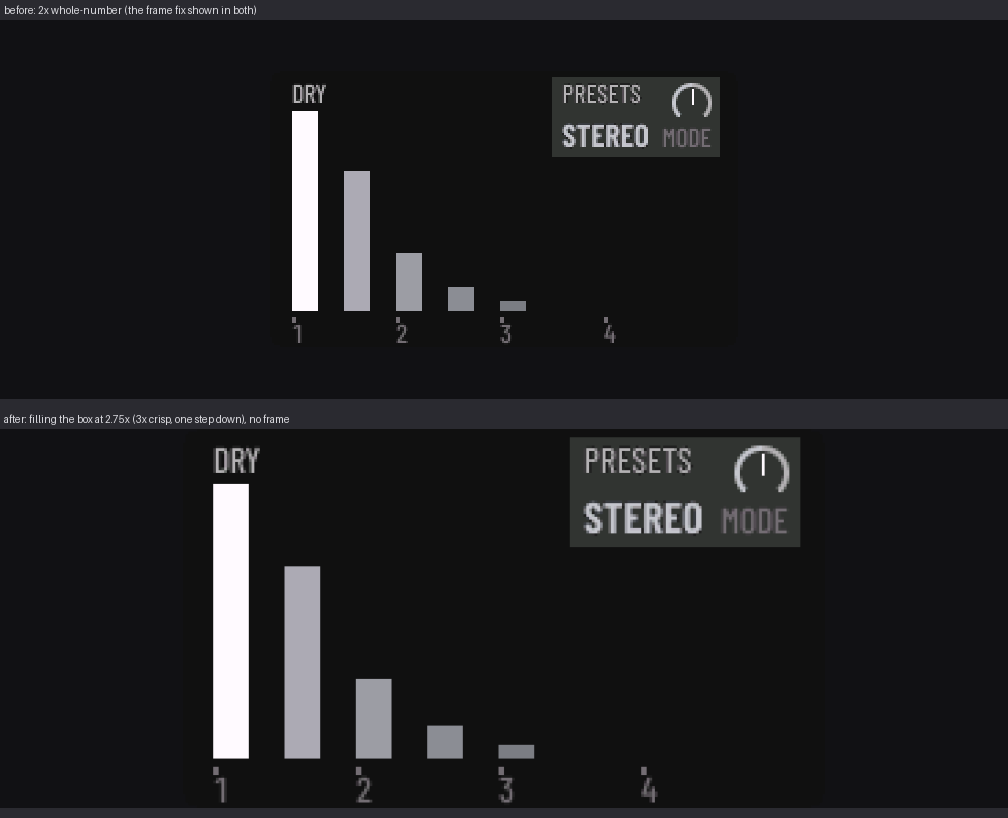 before: 2x whole-number (the frame fix shown in both)
DRY
PRESETS
STEREO MODE
1 2 3 4
after: filling the box at 2.75x (3x crisp, one step down), no frame
DRY
PRESETS
STEREO MODE
1 2 3 4